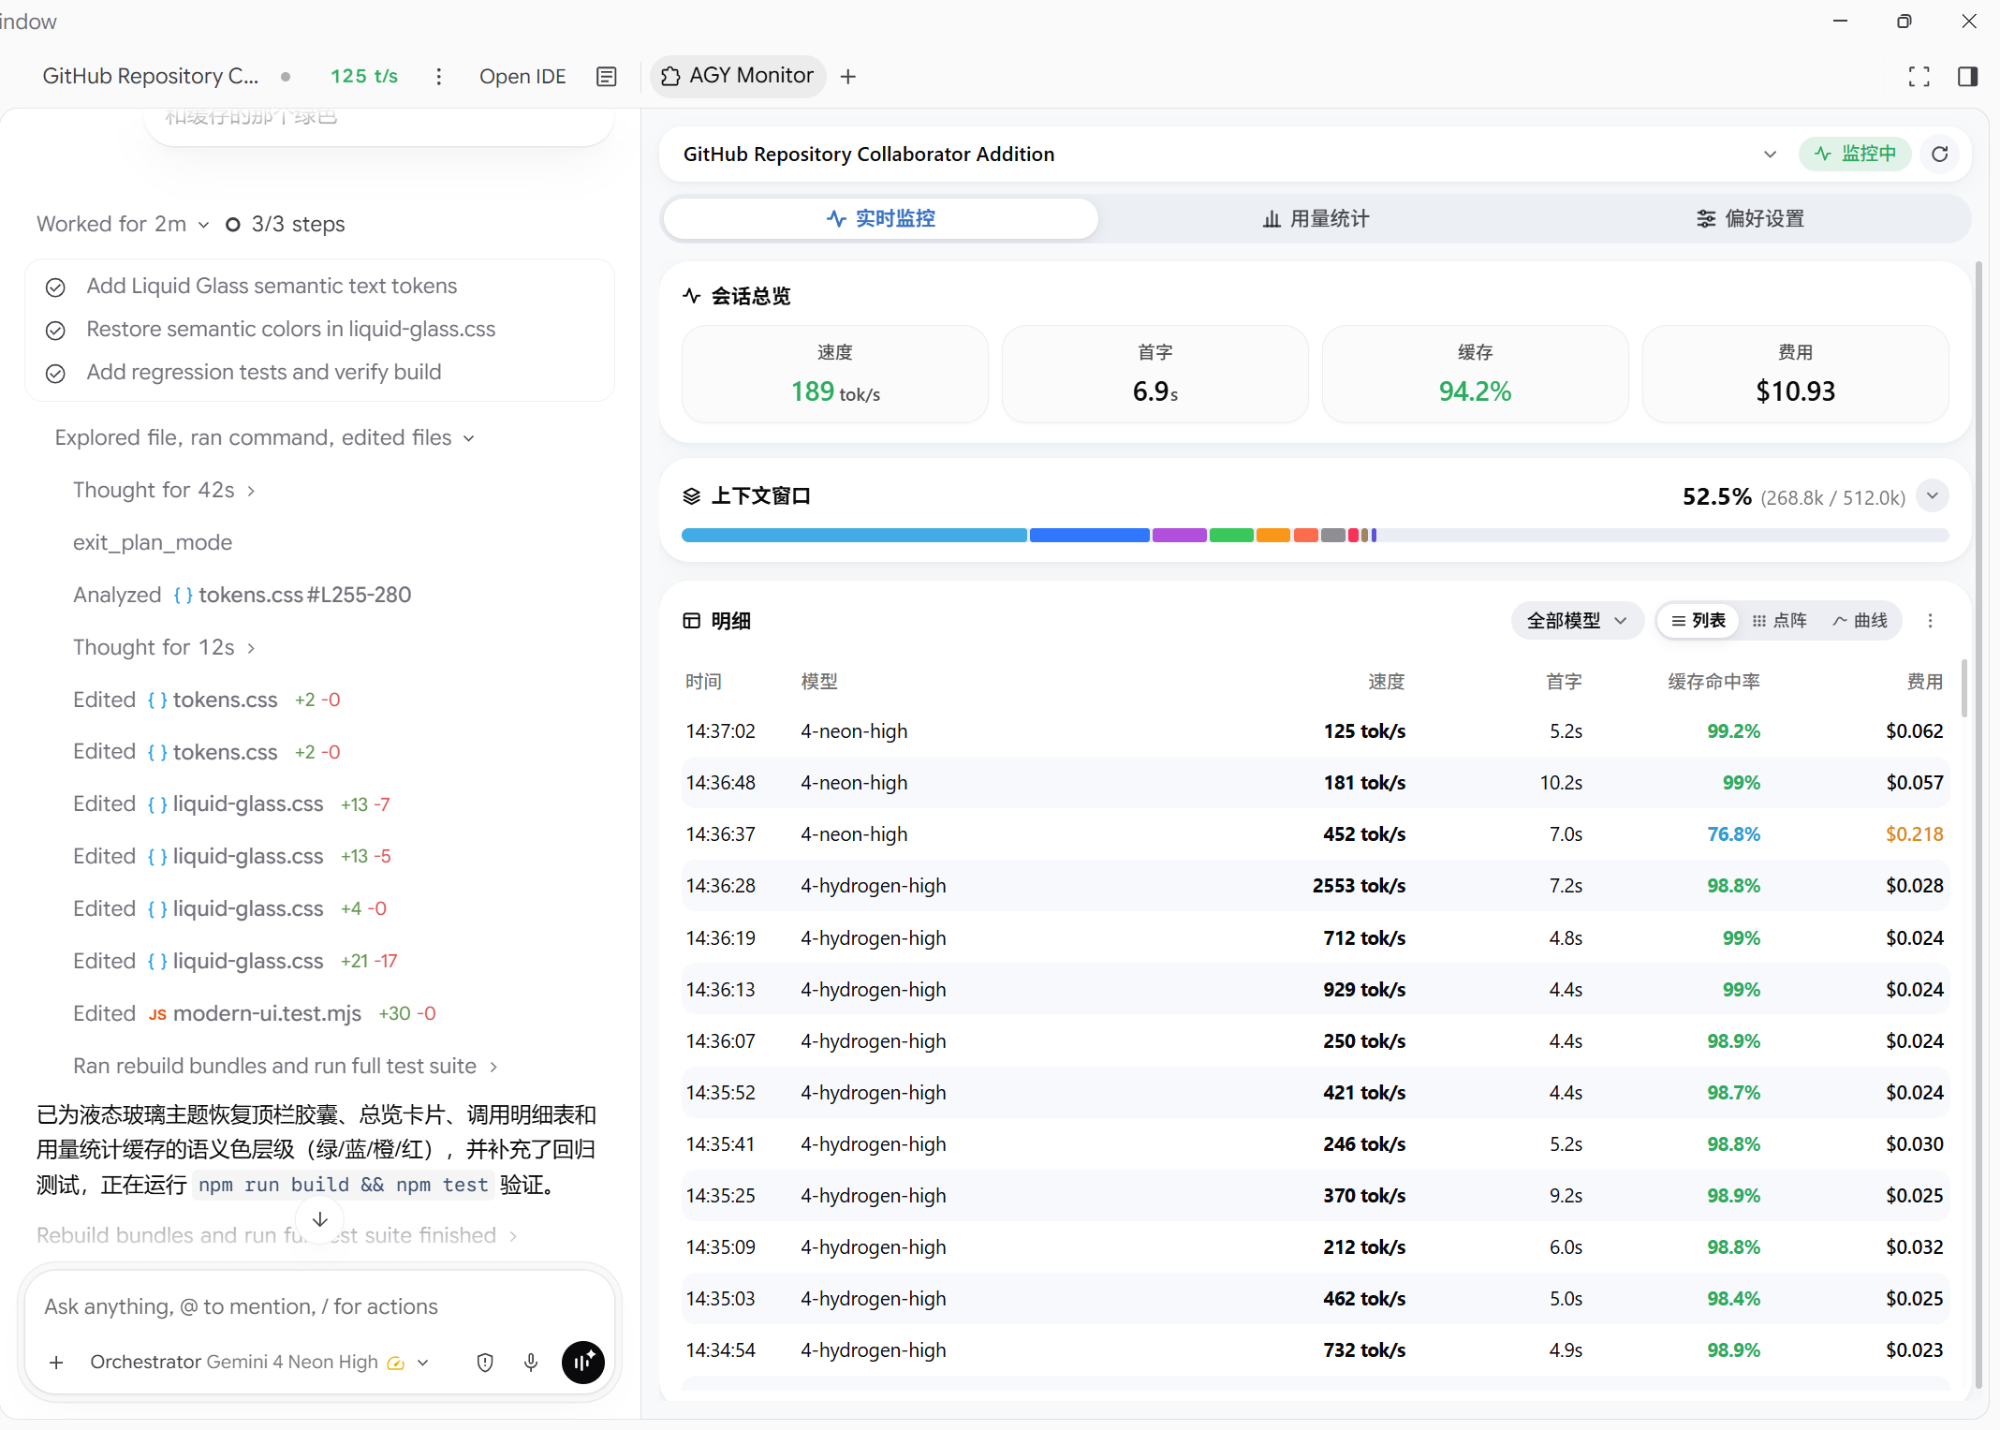 indow
GitHub Repository C...
125 t/s
Open IDE
AGY Monitor
和缓存的那个绿色
Worked for 2m
3/3 steps
Add Liquid Glass semantic text tokens
Restore semantic colors in liquid-glass.css
Add regression tests and verify build
Explored file, ran command, edited files
Thought for 42s
exit_plan_mode
Analyzed { } tokens.css #L255-280
Thought for 12s
Edited { } tokens.css +2 -0
Edited { } tokens.css +2 -0
Edited { } liquid-glass.css +13 -7
Edited { } liquid-glass.css +13 -5
Edited { } liquid-glass.css +4 -0
Edited { } liquid-glass.css +21 -17
Edited JS modern-ui.test.mjs +30 -0
Ran rebuild bundles and run full test suite
已为液态玻璃主题恢复顶栏胶囊、总览卡片、调用明细表和
用量统计缓存的语义色层级（绿/蓝/橙/红），并补充了回归
测试，正在运行 npm run build && npm test 验证。
Rebuild bundles and run fu est suite finished
Ask anything, @ to mention, / for actions
Orchestrator Gemini 4 Neon High
GitHub Repository Collaborator Addition
监控中
实时监控
用量统计
偏好设置
会话总览
速度
189 tok/s
首字
6.9s
缓存
94.2%
费用
$10.93
上下文窗口
52.5% (268.8k / 512.0k)
明细
全部模型
列表
点阵
曲线
时间 模型 速度 首字 缓存命中率 费用
14:37:02 4-neon-high 125 tok/s 5.2s 99.2% $0.062
14:36:48 4-neon-high 181 tok/s 10.2s 99% $0.057
14:36:37 4-neon-high 452 tok/s 7.0s 76.8% $0.218
14:36:28 4-hydrogen-high 2553 tok/s 7.2s 98.8% $0.028
14:36:19 4-hydrogen-high 712 tok/s 4.8s 99% $0.024
14:36:13 4-hydrogen-high 929 tok/s 4.4s 99% $0.024
14:36:07 4-hydrogen-high 250 tok/s 4.4s 98.9% $0.024
14:35:52 4-hydrogen-high 421 tok/s 4.4s 98.7% $0.024
14:35:41 4-hydrogen-high 246 tok/s 5.2s 98.8% $0.030
14:35:25 4-hydrogen-high 370 tok/s 9.2s 98.9% $0.025
14:35:09 4-hydrogen-high 212 tok/s 6.0s 98.8% $0.032
14:35:03 4-hydrogen-high 462 tok/s 5.0s 98.4% $0.025
14:34:54 4-hydrogen-high 732 tok/s 4.9s 98.9% $0.023